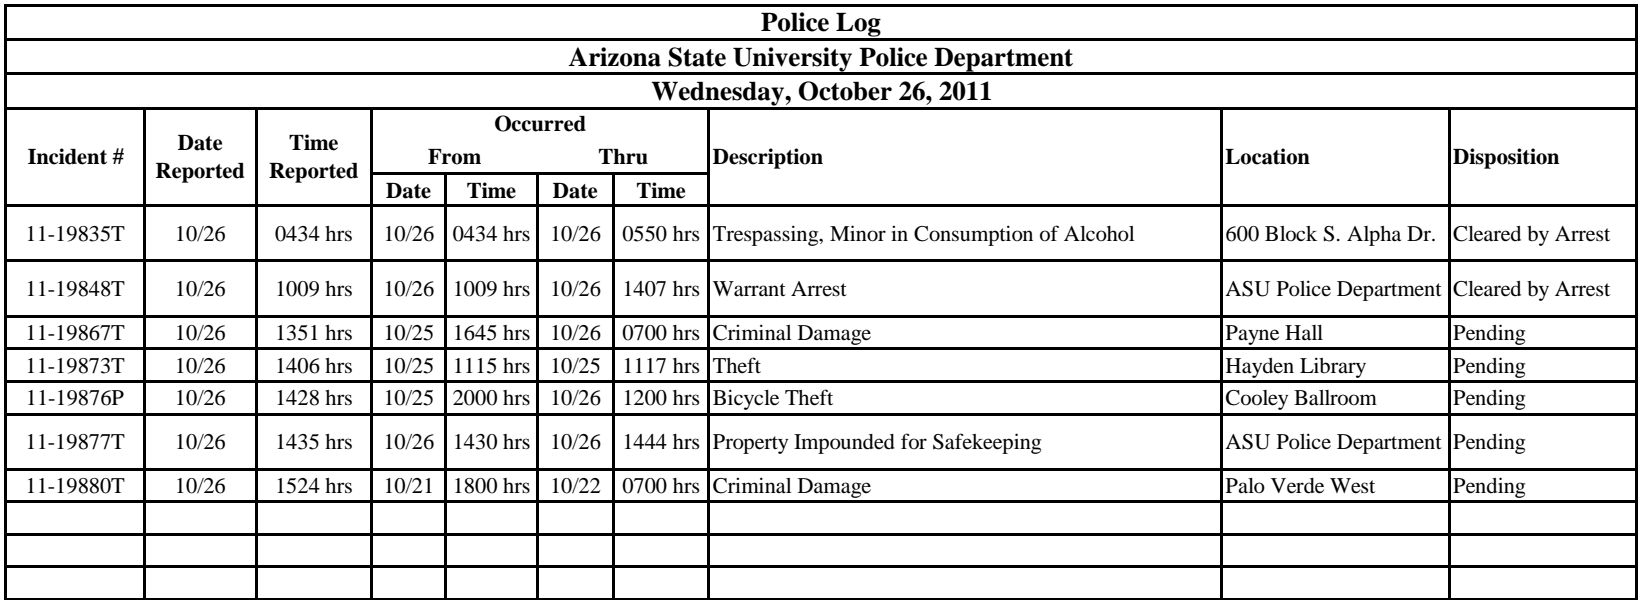 Police Log
Arizona State University Police Department
Wednesday, October 26, 2011
Incident # Date Reported Time Reported Occurred From Thru Description Location Disposition
Date Time Date Time
11-19835T 10/26 0434 hrs 10/26 0434 hrs 10/26 0550 hrs Trespassing, Minor in Consumption of Alcohol 600 Block S. Alpha Dr. Cleared by Arrest
11-19848T 10/26 1009 hrs 10/26 1009 hrs 10/26 1407 hrs Warrant Arrest ASU Police Department Cleared by Arrest
11-19867T 10/26 1351 hrs 10/25 1645 hrs 10/26 0700 hrs Criminal Damage Payne Hall Pending
11-19873T 10/26 1406 hrs 10/25 1115 hrs 10/25 1117 hrs Theft Hayden Library Pending
11-19876P 10/26 1428 hrs 10/25 2000 hrs 10/26 1200 hrs Bicycle Theft Cooley Ballroom Pending
11-19877T 10/26 1435 hrs 10/26 1430 hrs 10/26 1444 hrs Property Impounded for Safekeeping ASU Police Department Pending
11-19880T 10/26 1524 hrs 10/21 1800 hrs 10/22 0700 hrs Criminal Damage Palo Verde West Pending